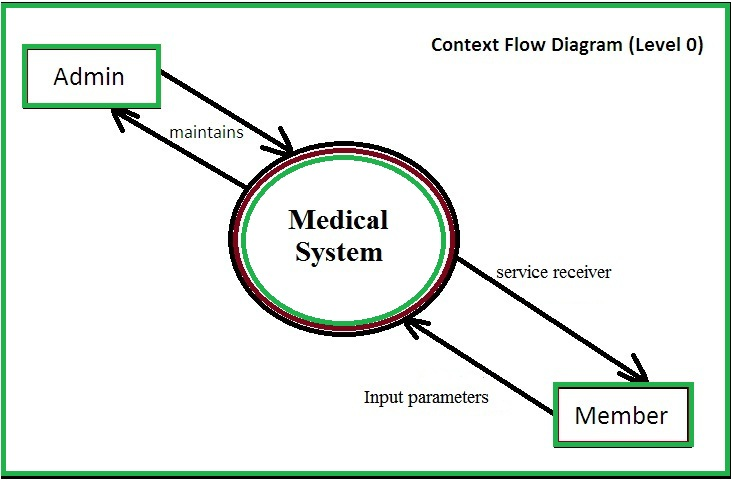 Context Flow Diagram (Level 0)
Admin
maintains
Medical
System
service receiver
Input parameters
Member